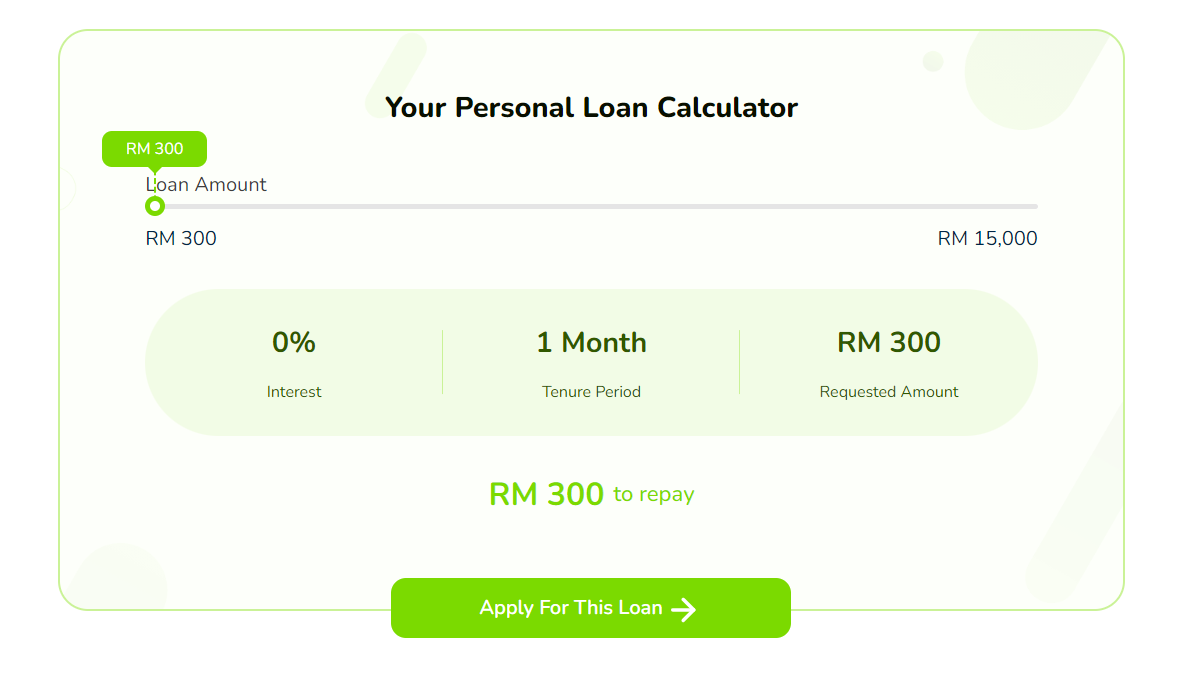 Your Personal Loan Calculator
RM 300
Loan Amount
RM 300 RM 15,000
0% 1 Month RM 300
Interest Tenure Period Requested Amount
RM 300 to repay
Apply For This Loan